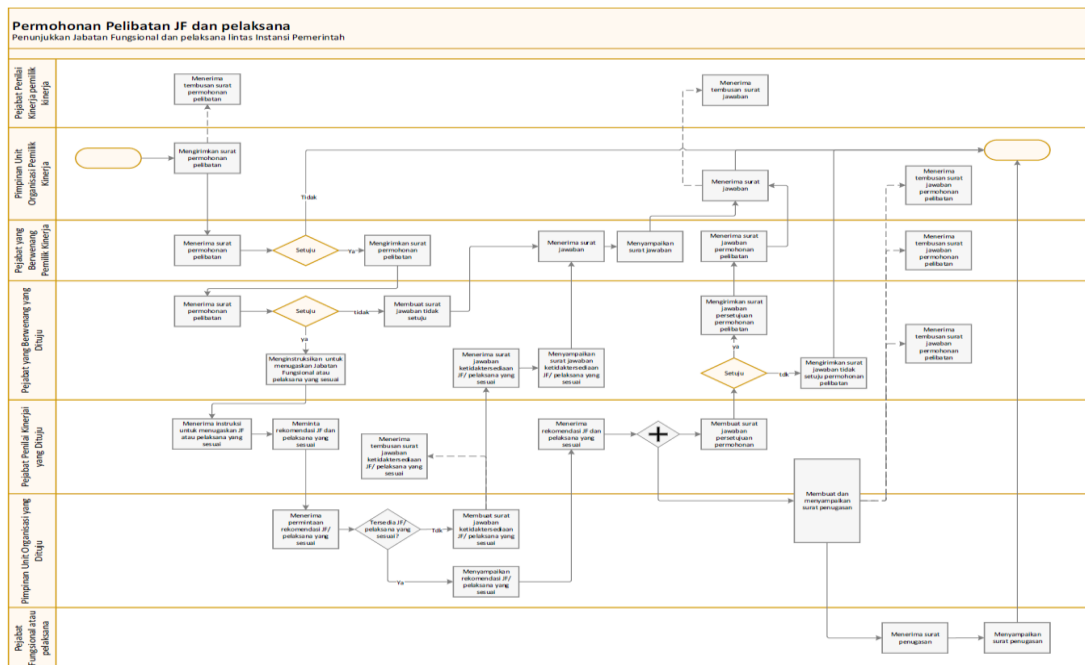 Permohonan Pelibatan JF dan pelaksana
Penunjukkan Jabatan Fungsional dan pelaksana lintas Instansi Pemerintah
Pejabat Penilai
Kinerja pemilik
kinerja
Menerima
tembusan surat
permohonan
pelibatan
Menerima
tembusan surat
jawaban
Pimpinan Unit
Organisasi Pemilik
Kinerja
Mengirimkan surat
permohonan
pelibatan
Tidak
Menerima surat
jawaban
Menerima
tembusan surat
jawaban permohonan
pelibatan
Pejabat yang
Berwenang
Pemilik Kinerja
Menerima surat
permohonan
pelibatan
Setuju
Ya
Mengirimkan surat
permohonan
pelibatan
Menerima surat
jawaban
Menyampaikan
surat jawaban
Menerima surat
jawaban
permohonan
pelibatan
Menerima
tembusan surat
jawaban permohonan
pelibatan
Pejabat yang Berwenang yang
Dituju
Menerima surat
permohonan
pelibatan
Setuju
tidak
Membuat surat
jawaban tidak
setuju
ya
Menginstruksikan untuk
menugaskan Jabatan
Fungsional atau
pelaksana yang sesuai
Menerima surat
jawaban
ketidaktersediaan
JF/ pelaksana yang
sesuai
Menyampaikan
surat jawaban
ketidaktersediaan
JF/ pelaksana yang
sesuai
Mengirimkan surat
jawaban
persetujuan
permohonan
pelibatan
ya
Setuju
tdk
Mengirimkan surat
jawaban tidak
setuju permohonan
pelibatan
Menerima
tembusan surat
jawaban permohonan
pelibatan
Pejabat Penilai Kinerjai
yang Dituju
Menerima instruksi
untuk menugaskan JF
atau pelaksana yang
sesuai
Meminta
rekomendasi JF dan
pelaksana yang
sesuai
Menerima
tembusan surat
jawaban
ketidaktersediaan
JF/ pelaksana yang
sesuai
Menerima
rekomendasi JF dan
pelaksana yang
sesuai
Membuat surat
jawaban
persetujuan
permohonan
Membuat dan
menyampaikan
surat penugasan
Pimpinan Unit Organisasi yang
Dituju
Menerima
permintaan
rekomendasi JF/
pelaksana yang
sesuai
Tersedia JF/
pelaksana yang
sesuai?
Tdk
Membuat surat
jawaban
ketidaktersediaan
JF/ pelaksana yang
sesuai
Ya
Menyampaikan
rekomendasi JF/
pelaksana yang
sesuai
Pejabat
Fungsional atau
pelaksana
Menerima surat
penugasan
Menyampaikan
surat penugasan